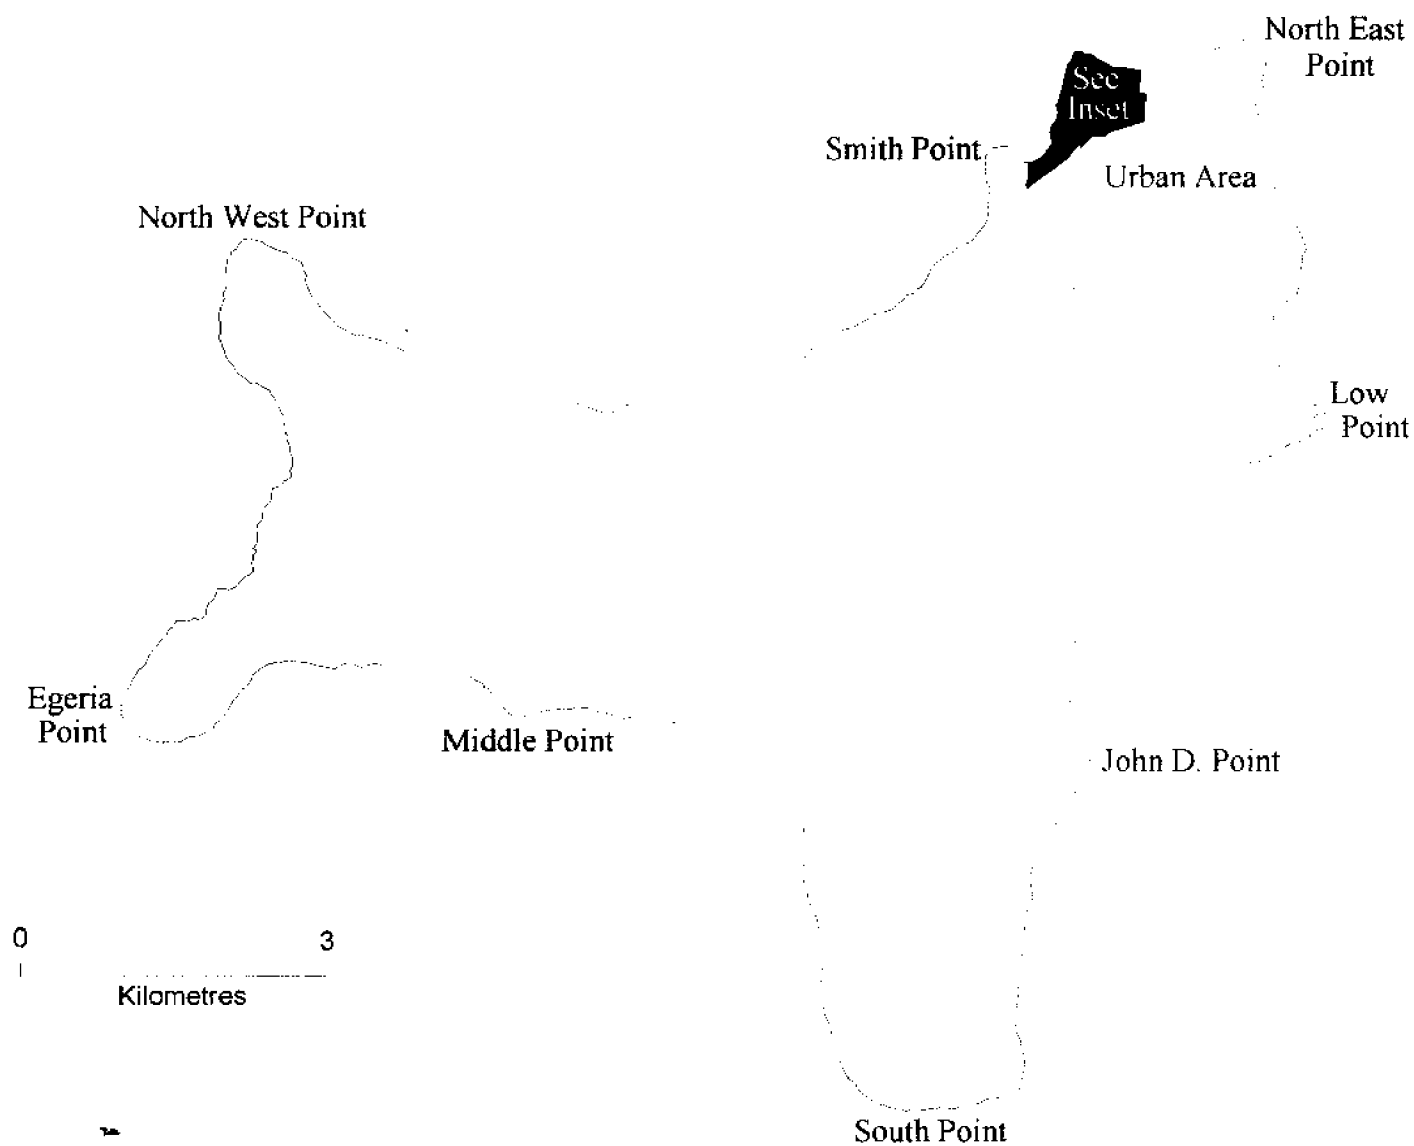 North East
Point
See
Inset
Smith Point
Urban Area
North West Point
Low
Point
Egeria
Point
Middle Point
John D. Point
0 3
Kilometres
South Point